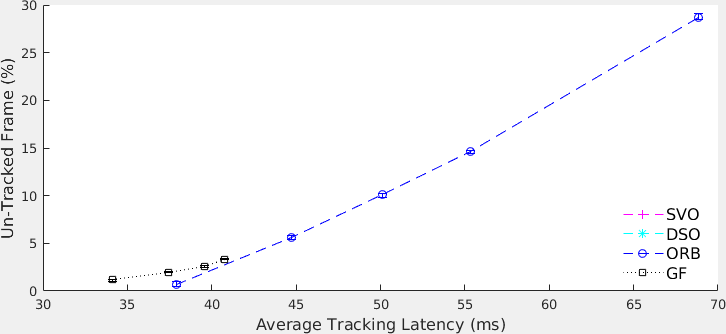 30
25
20
15
10
5
0
Un-Tracked Frame (%)
30 35 40 45 50 55 60 65 70
Average Tracking Latency (ms)
SVO
DSO
ORB
GF